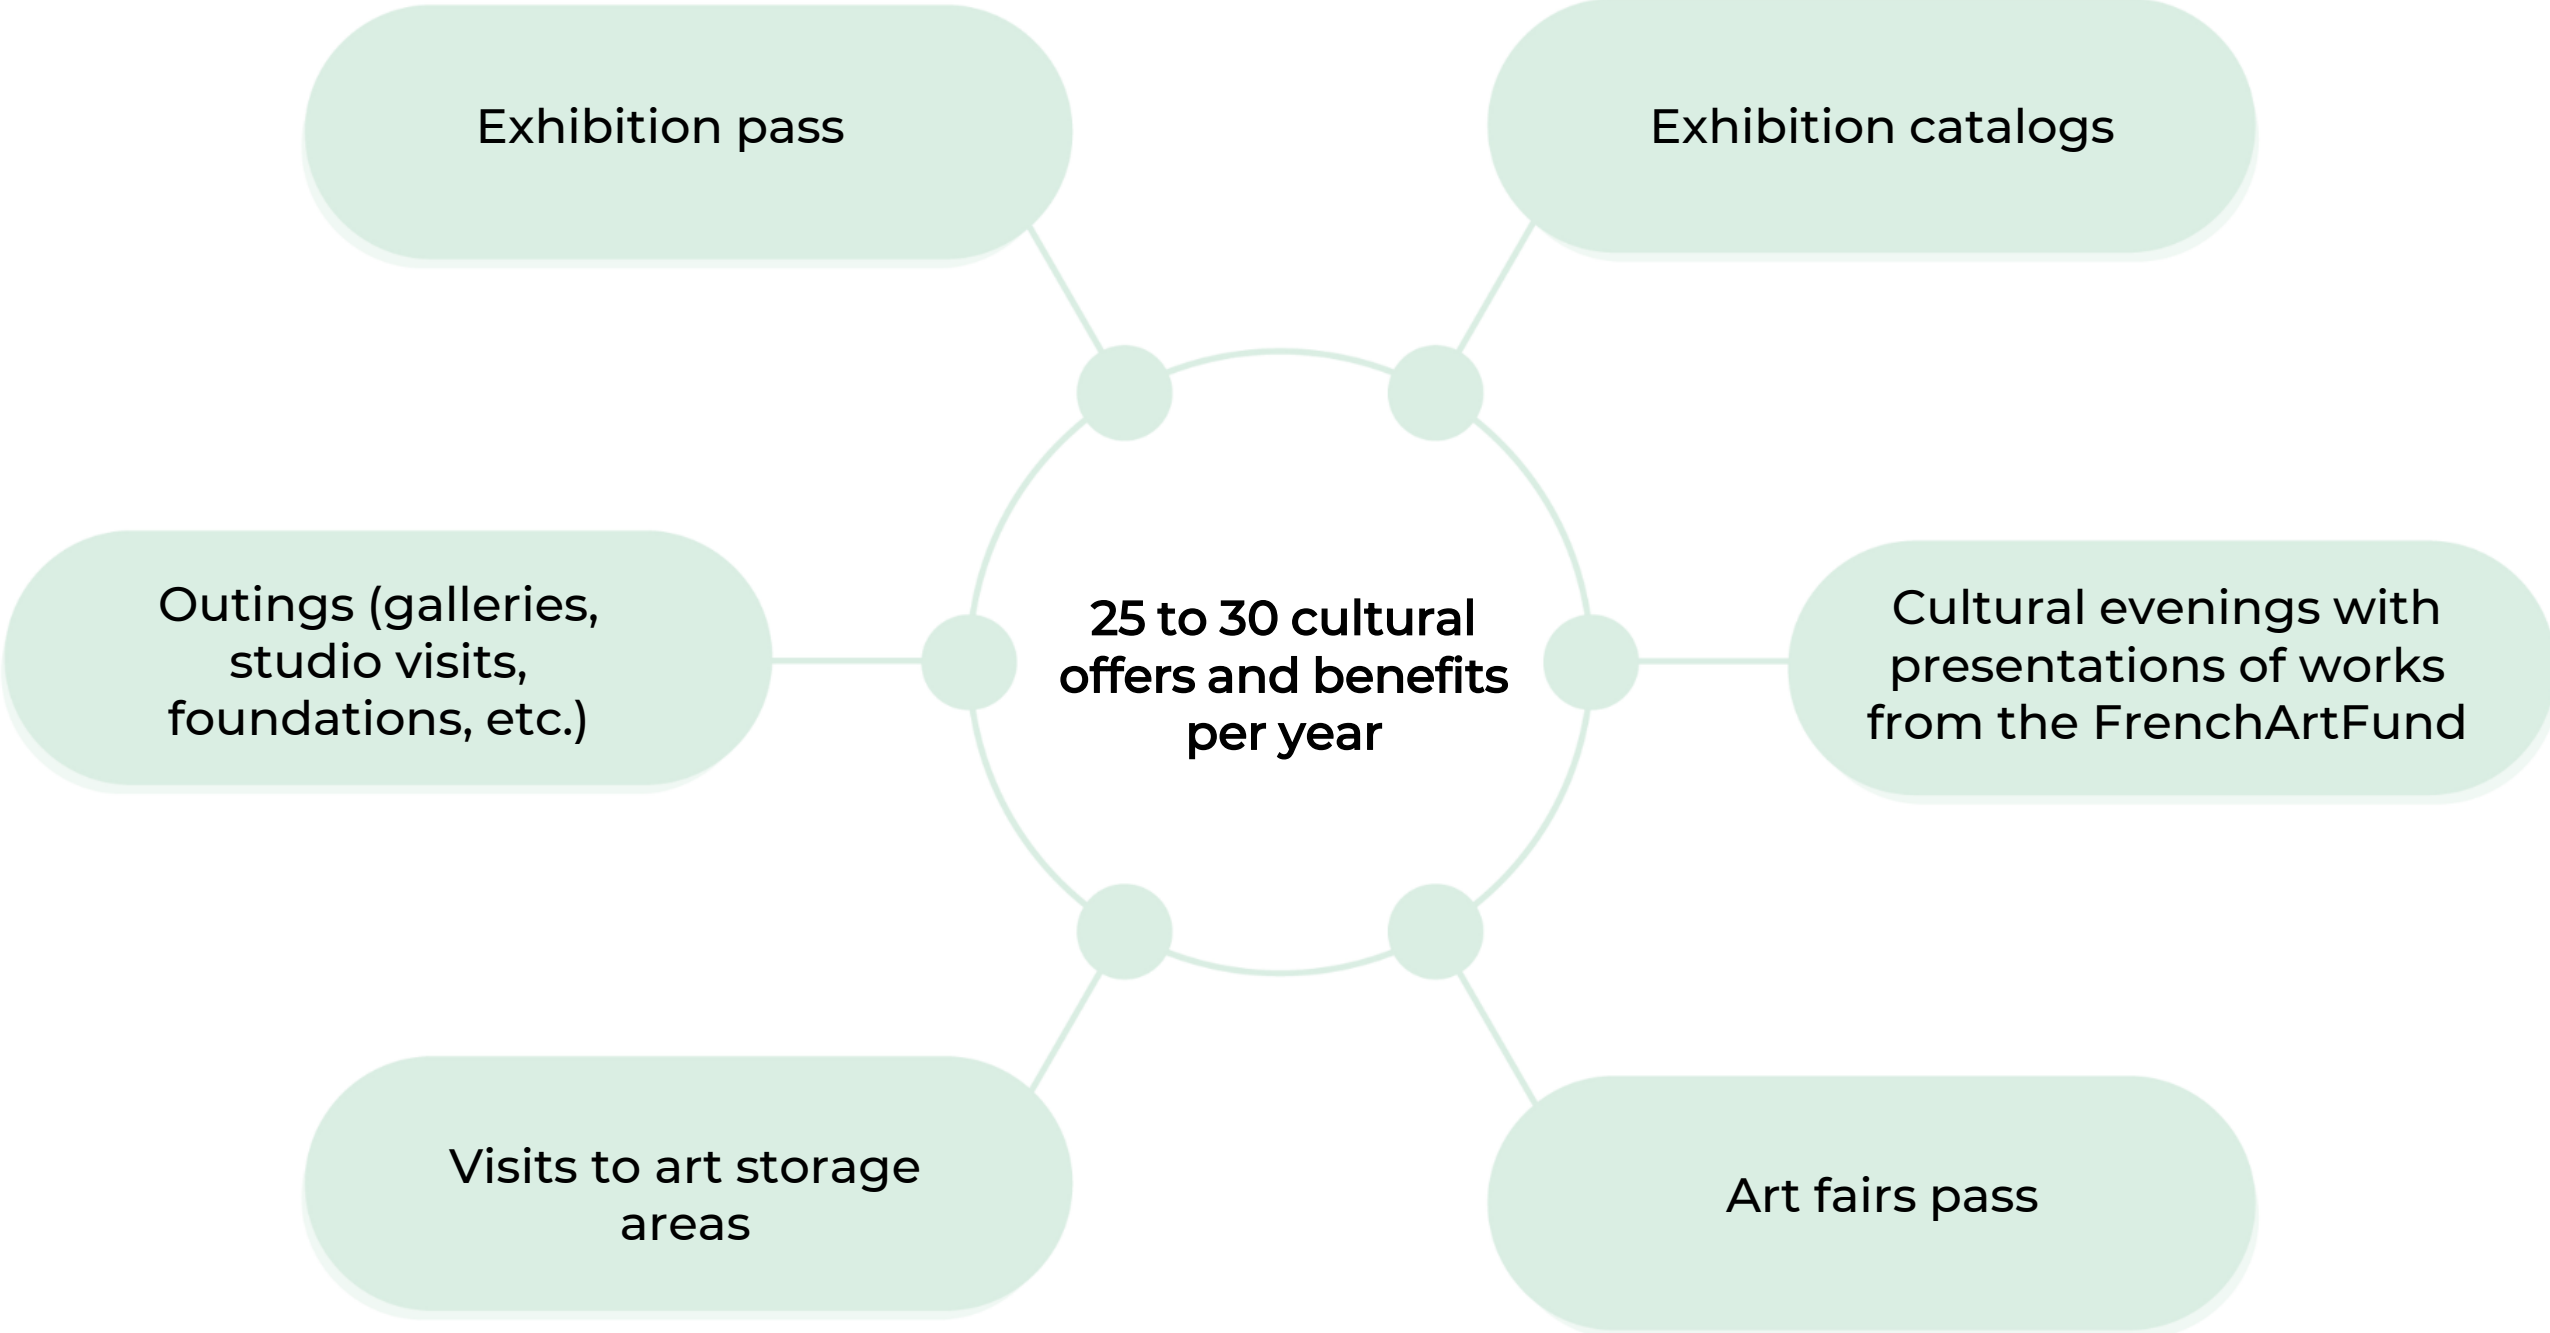 Exhibition pass
Exhibition catalogs
Outings (galleries,
studio visits,
foundations, etc.)
25 to 30 cultural
offers and benefits
per year
Cultural evenings with
presentations of works
from the FrenchArtFund
Visits to art storage
areas
Art fairs pass